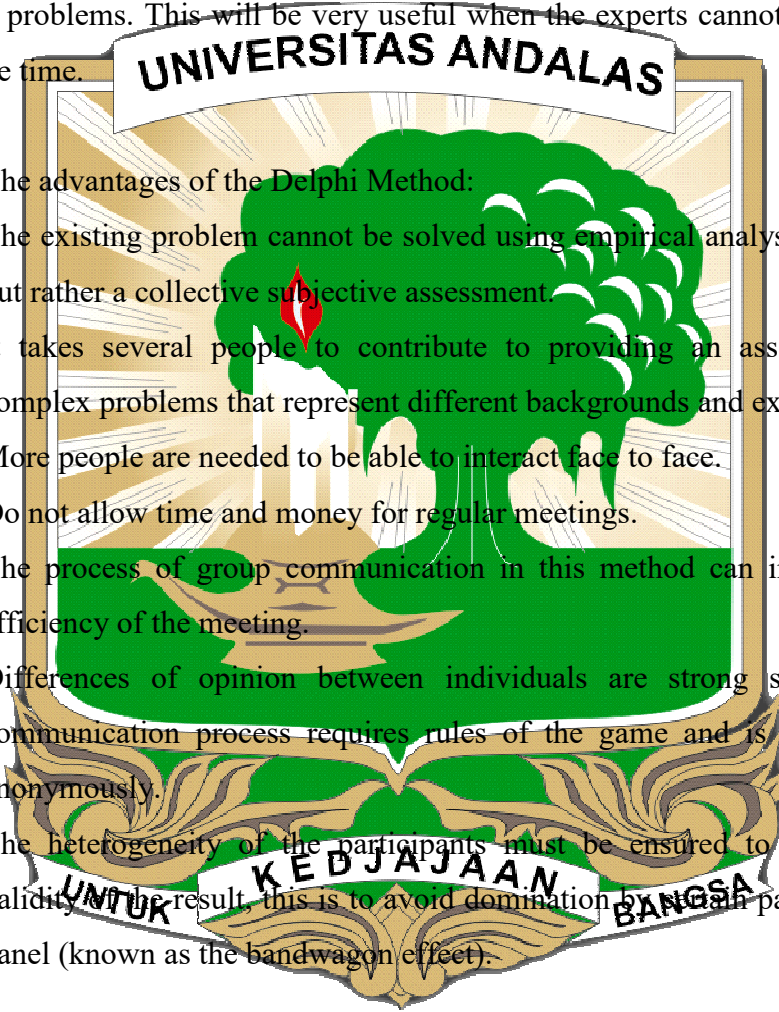 problems. This will be very useful when the experts cannot
UNIVERSITAS ANDALAS
e time.
he advantages of the Delphi Method:
he existing problem cannot be solved using empirical analys
ut rather a collective subjective assessment.
t takes several people to contribute to providing an ass
omplex problems that represent different backgrounds and ex
More people are needed to be able to interact face to face.
Do not allow time and money for regular meetings.
he process of group communication in this method can i
fficiency of the meeting.
Differences of opinion between individuals are strong s
ommunication process requires rules of the game and is
nonymously.
he heterogeneity of the participants must be ensured to
KEDJAJAAN
UNTUK BANGSA
alidity of the result, this is to avoid domination by certain pa
anel (known as the bandwagon effect).